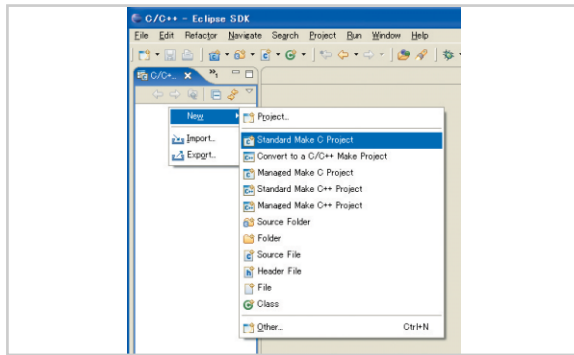 C/C++ - Eclipse SDK
File Edit Refactor Navigate Search Project Run Window Help
C/C+...
New
Import...
Export...
Project...
Standard Make C Project
Convert to a C/C++ Make Project
Managed Make C Project
Standard Make C++ Project
Managed Make C++ Project
Source Folder
Folder
Source File
Header File
File
Class
Other... Ctrl+N